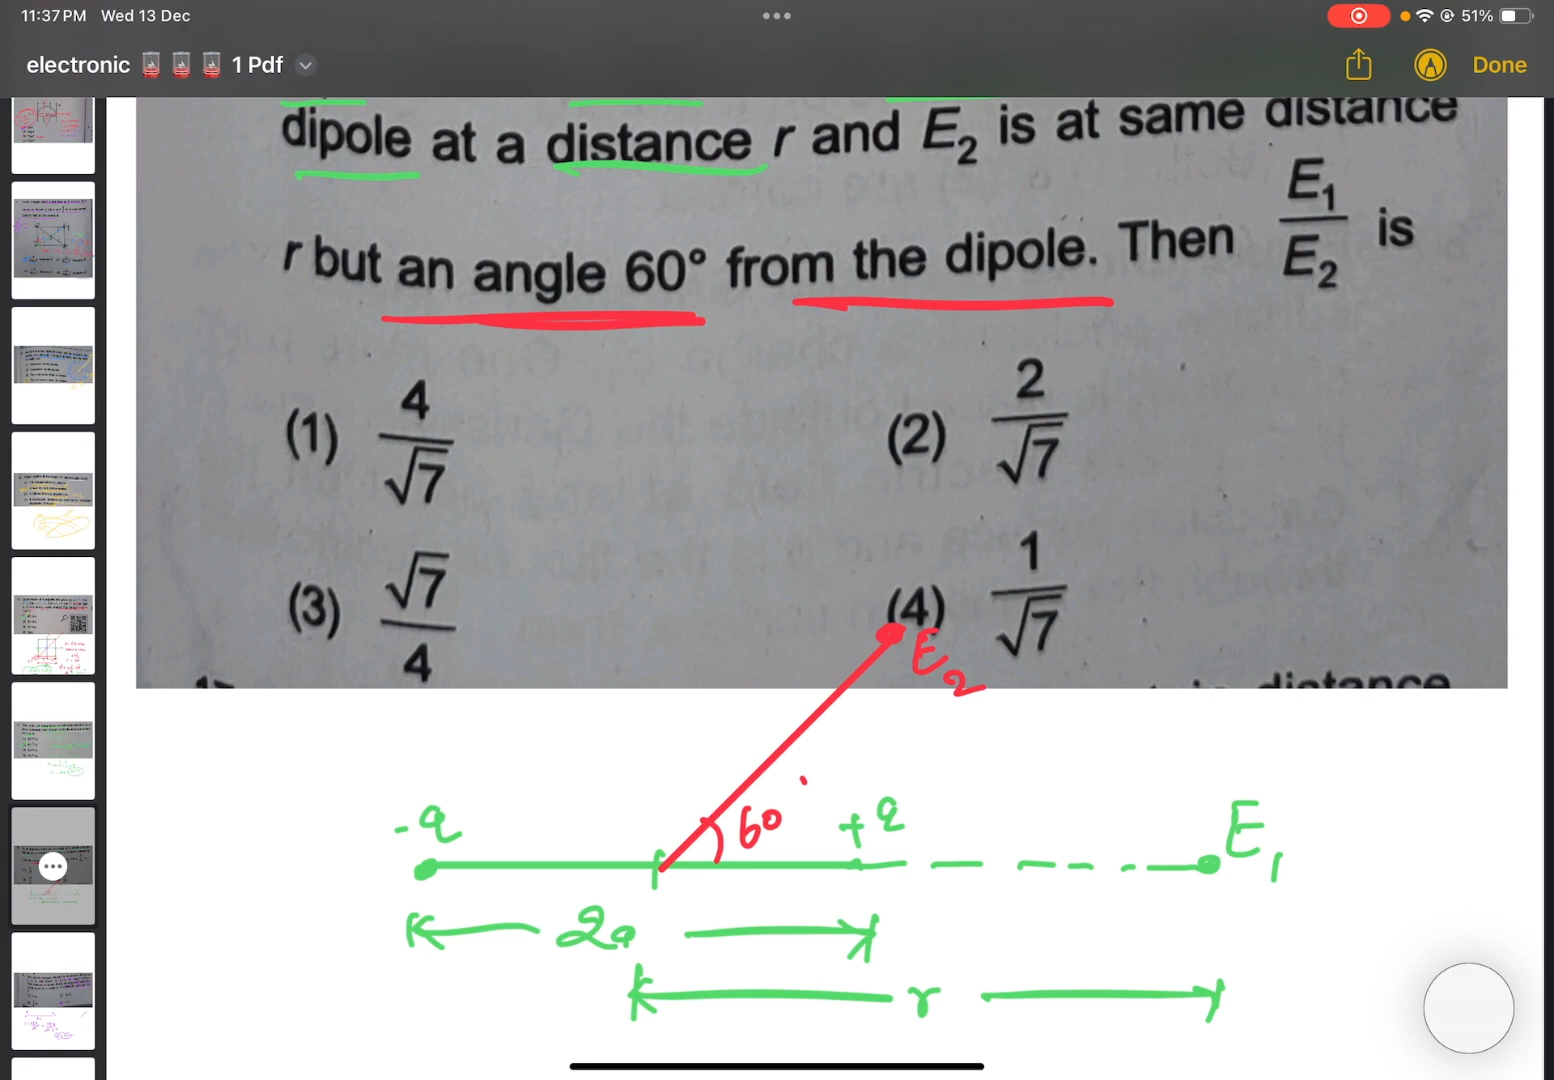 11:37 PM Wed 13 Dec
51%
electronic 1 Pdf
Done
dipole at a distance r and E₂ is at same distance
r but an angle 60° from the dipole. Then E₁/E₂ is
(1) 4/√7
(2) 2/√7
(3) √7/4
(4) 1/√7
distance
E₂
60°
-q
+q
E₁
2a
r